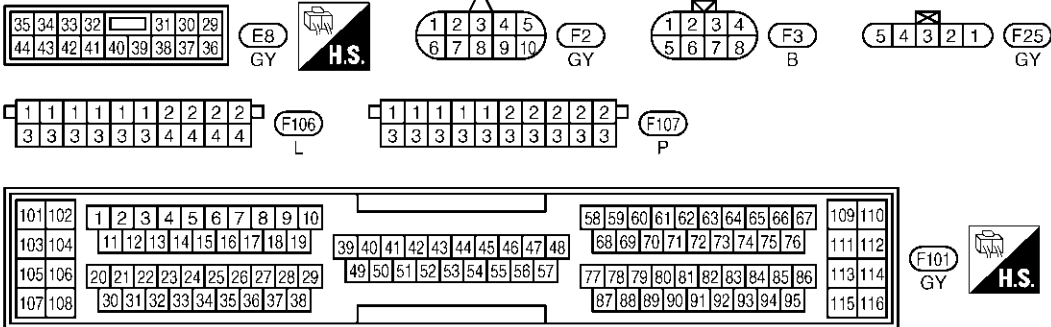 35 34 33 32 31 30 29
44 43 42 41 40 39 38 37 36
E8
GY
H.S.
1 2 3 4 5
6 7 8 9 10
F2
GY
1 2 3 4
5 6 7 8
F3
B
5 4 3 2 1
F25
GY
1 1 1 1 1 1 2 2 2 2
3 3 3 3 3 3 4 4 4 4
F106
L
1 1 1 1 1 2 2 2 2 2
3 3 3 3 3 3 3 3 3 3
F107
P
101 102
103 104
105 106
107 108
1 2 3 4 5 6 7 8 9 10
11 12 13 14 15 16 17 18 19
20 21 22 23 24 25 26 27 28 29
30 31 32 33 34 35 36 37 38
39 40 41 42 43 44 45 46 47 48
49 50 51 52 53 54 55 56 57
58 59 60 61 62 63 64 65 66 67
68 69 70 71 72 73 74 75 76
77 78 79 80 81 82 83 84 85 86
87 88 89 90 91 92 93 94 95
109 110
111 112
113 114
115 116
F101
GY
H.S.